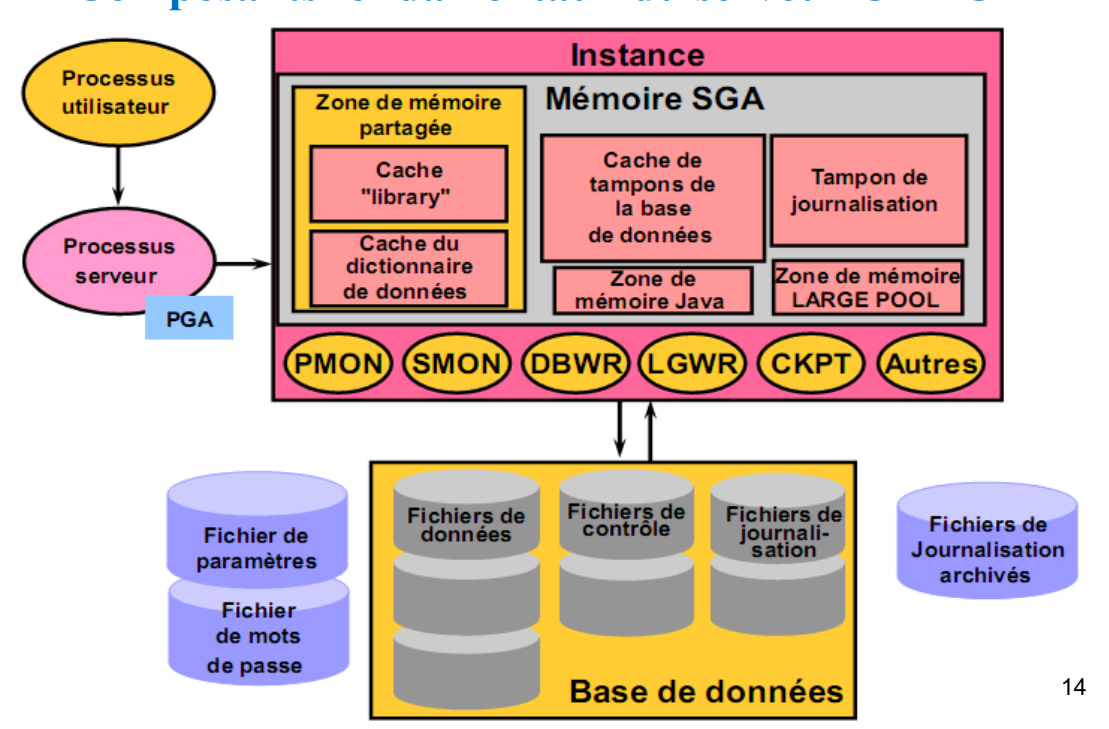 Instance
Processus
utilisateur
Processus
serveur
PGA
Mémoire SGA
Zone de mémoire
partagée
Cache
"library"
Cache du
dictionnaire
de données
Cache de
tampons de
la base
de données
Tampon de
journalisation
Zone de
mémoire Java
Zone de mémoire
LARGE POOL
PMON
SMON
DBWR
LGWR
CKPT
Autres
Fichier de
paramètres
Fichier
de mots
de passe
Fichiers de
données
Fichiers de
contrôle
Fichiers de
journali-
sation
Base de données
Fichiers de
Journalisation
archivés
14